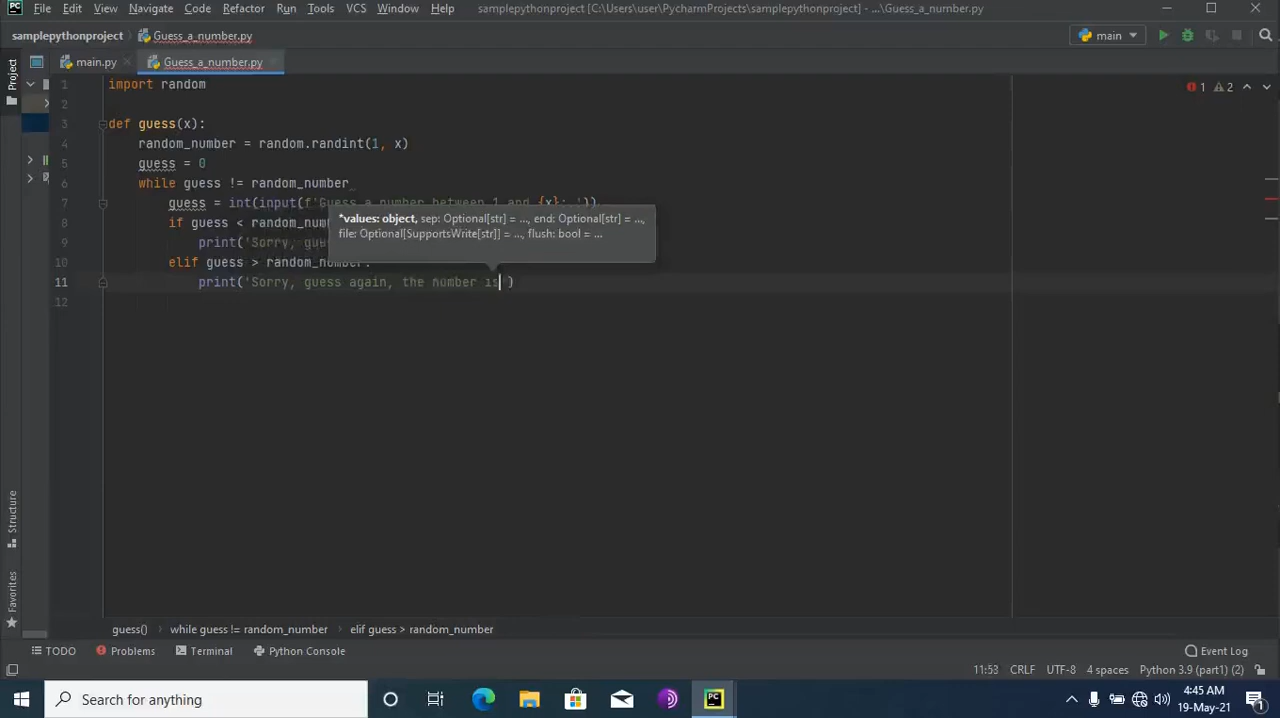 PC File Edit View Navigate Code Refactor Run Tools VCS Window Help samplepythonproject [C:\Users\user\PycharmProjects\samplepythonproject] - ...\Guess_a_number.py
samplepythonproject Guess_a_number.py main
main.py Guess_a_number.py
Project
1 import random 1 2
2
3 def guess(x):
4 random_number = random.randint(1, x)
5 guess = 0
6 while guess != random_number
7 guess = int(input(f'Guess a number between 1 and {x}: '))
*values: object, sep: Optional[str] = ..., end: Optional[str] = ...,
file: Optional[SupportsWrite[str]] = ..., flush: bool = ...
8 if guess <
9 print('Sorry,
10 elif guess > random_number:
11 print('Sorry, guess again, the number is')
12
Structure
Favorites
guess() while guess != random_number elif guess > random_number
TODO Problems Terminal Python Console Event Log
11:53 CRLF UTF-8 4 spaces Python 3.9 (part1) (2)
Search for anything PC 4:45 AM
19-May-21 1